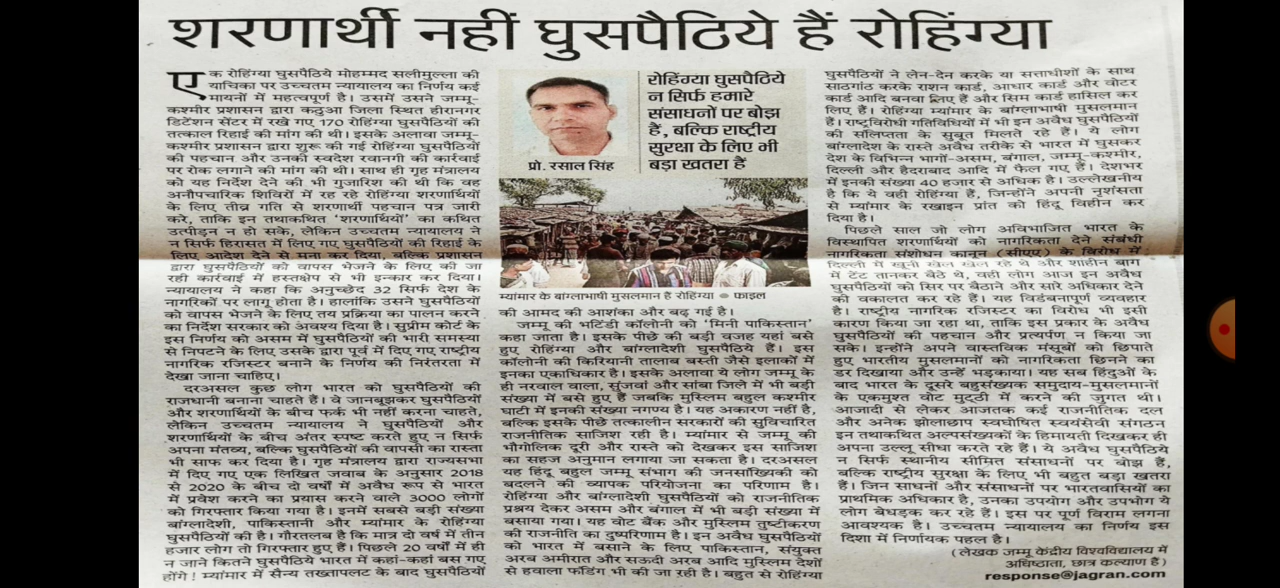 शरणार्थी नहीं घुसपैठिये हैं रोहिंग्या
एक रोहिंग्या घुसपैठिये मोहम्मद सलीमुल्ला की
याचिका पर उच्चतम न्यायालय का निर्णय कई
मायनों में महत्वपूर्ण है। उसमें उसने जम्मू-
कश्मीर प्रशासन द्वारा कठुआ जिला स्थित हीरानगर
डिटेंशन सेंटर में रखे गए 170 रोहिंग्या घुसपैठियों की
तत्काल रिहाई की मांग की थी। इसके अलावा जम्मू-
कश्मीर प्रशासन द्वारा शुरू की गई रोहिंग्या घुसपैठियों
की पहचान और उनकी स्वदेश रवानगी की कार्रवाई
पर रोक लगाने की मांग की थी। साथ ही गृह मंत्रालय
को यह निर्देश देने की भी गुजारिश की थी कि वह
अनौपचारिक शिविरों में रह रहे रोहिंग्या शरणार्थियों
के लिए, तीव्र गति से शरणार्थी पहचान पत्र जारी
करे, ताकि इन तथाकथित 'शरणार्थियों' का कथित
उत्पीड़न न हो सके, लेकिन उच्चतम न्यायालय ने
न सिर्फ हिरासत में लिए गए घुसपैठियों की रिहाई के
लिए आदेश देने से मना कर दिया, बल्कि प्रशासन
द्वारा घुसपैठियों को वापस भेजने के लिए की जा
रही कार्रवाई में हस्तक्षेप से भी इन्कार कर दिया।
न्यायालय ने कहा कि अनुच्छेद 32 सिर्फ देश के
नागरिकों पर लागू होता है। हालांकि उसने घुसपैठियों
को वापस भेजने के लिए तय प्रक्रिया का पालन करने
का निर्देश सरकार को अवश्य दिया है। सुप्रीम कोर्ट के
इस निर्णय को असम में घुसपैठियों की भारी समस्या
से निपटने के लिए उसके द्वारा पूर्व में दिए गए राष्ट्रीय
नागरिक रजिस्टर बनाने के निर्णय की निरंतरता में
देखा जाना चाहिए।
दरअसल कुछ लोग भारत को घुसपैठियों की
राजधानी बनाना चाहते हैं। वे जानबूझकर घुसपैठियों
और शरणार्थियों के बीच फर्क भी नहीं करना चाहते,
लेकिन उच्चतम न्यायालय ने घुसपैठियों और
शरणार्थियों के बीच अंतर स्पष्ट करते हुए न सिर्फ
अपना मंतव्य, बल्कि घुसपैठियों की वापसी का रास्ता
भी साफ कर दिया है। गृह मंत्रालय द्वारा राज्यसभा
में दिए गए एक लिखित जवाब के अनुसार 2018
से 2020 के बीच दो वर्षों में अवैध रूप से भारत
में प्रवेश करने का प्रयास करने वाले 3000 लोगों
को गिरफ्तार किया गया है। इनमें सबसे बड़ी संख्या
बांग्लादेशी, पाकिस्तानी और म्यांमार के रोहिंग्या
घुसपैठियों की है। गौरतलब है कि मात्र दो वर्ष में तीन
हजार लोग तो गिरफ्तार हुए हैं। पिछले 20 वर्षों में ही
न जाने कितने घुसपैठिये भारत में कहां-कहां बस गए
होंगे! म्यांमार में सैन्य तख्तापलट के बाद घुसपैठियों
प्रो. रसाल सिंह
रोहिंग्या घुसपैठिये
न सिर्फ हमारे
संसाधनों पर बोझ
हैं, बल्कि राष्ट्रीय
सुरक्षा के लिए भी
बड़ा खतरा हैं
म्यांमार के बांग्लाभाषी मुसलमान हैं रोहिंग्या ● फाइल
की आमद की आशंका और बढ़ गई है।
जम्मू की भटिंडी कॉलोनी को 'मिनी पाकिस्तान'
कहा जाता है। इसके पीछे की बड़ी वजह यहां बसे
हुए रोहिंग्या और बांग्लादेशी घुसपैठिये हैं। इस
कॉलोनी की किरयानी तालाब बस्ती जैसे इलाकों में
इनका एकाधिकार है। इसके अलावा ये लोग जम्मू के
ही नरवाल वाला, सुंजवां और सांबा जिले में भी बड़ी
संख्या में बसे हुए हैं जबकि मुस्लिम बहुल कश्मीर
घाटी में इनकी संख्या नगण्य है। यह अकारण नहीं है,
बल्कि इसके पीछे तत्कालीन सरकारों की सुविचारित
राजनीतिक साजिश रही है। म्यांमार से जम्मू की
भौगोलिक दूरी और रास्ते को देखकर इस साजिश
का सहज अनुमान लगाया जा सकता है। दरअसल
यह हिंदू बहुल जम्मू संभाग की जनसांख्यिकी को
बदलने की व्यापक परियोजना का परिणाम है।
रोहिंग्या और बांग्लादेशी घुसपैठियों को राजनीतिक
प्रश्रय देकर असम और बंगाल में भी बड़ी संख्या में
बसाया गया। यह वोट बैंक और मुस्लिम तुष्टीकरण
की राजनीति का दुष्परिणाम है। इन अवैध घुसपैठियों
को भारत में बसाने के लिए पाकिस्तान, संयुक्त
अरब अमीरात और सऊदी अरब आदि मुस्लिम देशों
से हवाला फंडिंग भी की जा रही है। बहुत से रोहिंग्या
घुसपैठियों ने लेन-देन करके या सत्ताधीशों के साथ
साठगांठ करके राशन कार्ड, आधार कार्ड और वोटर
कार्ड आदि बनवा लिए हैं और सिम कार्ड हासिल कर
लिए हैं। रोहिंग्या म्यांमार के बांग्लाभाषी मुसलमान
हैं। राष्ट्रविरोधी गतिविधियों में भी इन अवैध घुसपैठियों
की संलिप्तता के सुबूत मिलते रहे हैं। ये लोग
बांग्लादेश के रास्ते अवैध तरीके से भारत में घुसकर
देश के विभिन्न भागों-असम, बंगाल, जम्मू-कश्मीर,
दिल्ली और हैदराबाद आदि में फैल गए हैं। देशभर
में इनकी संख्या 40 हजार से अधिक है। उल्लेखनीय
है कि ये वही रोहिंग्या हैं, जिन्होंने अपनी नृशंसता
से म्यांमार के रखाइन प्रांत को हिंदू विहीन कर
दिया है।
पिछले साल जो लोग अविभाजित भारत के
विस्थापित शरणार्थियों को नागरिकता देने संबंधी
नागरिकता संशोधन कानून (सीएए) के विरोध में
दिल्ली में खूनी खेल खेल रहे थे और शाहीन बाग
में टेंट तानकर बैठे थे, वही लोग आज इन अवैध
घुसपैठियों को सिर पर बैठाने और सारे अधिकार देने
की वकालत कर रहे हैं। यह विडंबनापूर्ण व्यवहार
है। राष्ट्रीय नागरिक रजिस्टर का विरोध भी इसी
कारण किया जा रहा था, ताकि इस प्रकार के अवैध
घुसपैठियों की पहचान और प्रत्यर्पण न किया जा
सके। इन्होंने अपने वास्तविक मंसूबों को छिपाते
हुए भारतीय मुसलमानों को नागरिकता छिनने का
डर दिखाया और उन्हें भड़काया। यह सब हिंदुओं के
बाद भारत के दूसरे बहुसंख्यक समुदाय-मुसलमानों
के एकमुश्त वोट मुट्ठी में करने की जुगत थी।
आजादी से लेकर आजतक कई राजनीतिक दल
और अनेक झोलाछाप स्वघोषित स्वयंसेवी संगठन
इन तथाकथित अल्पसंख्यकों के हिमायती दिखकर ही
अपना उल्लू सीधा करते रहे हैं। ये अवैध घुसपैठिये
न सिर्फ स्थानीय सीमित संसाधनों पर बोझ हैं,
बल्कि राष्ट्रीय सुरक्षा के लिए भी बहुत बड़ा खतरा
हैं। जिन साधनों और संसाधनों पर भारतवासियों का
प्राथमिक अधिकार है, उनका उपयोग और उपभोग ये
लोग बेधड़क कर रहे हैं। इस पर पूर्ण विराम लगना
आवश्यक है। उच्चतम न्यायालय का निर्णय इस
दिशा में निर्णायक पहल है।
(लेखक जम्मू केंद्रीय विश्वविद्यालय में
अधिष्ठाता, छात्र कल्याण हैं)
response@jagran.com